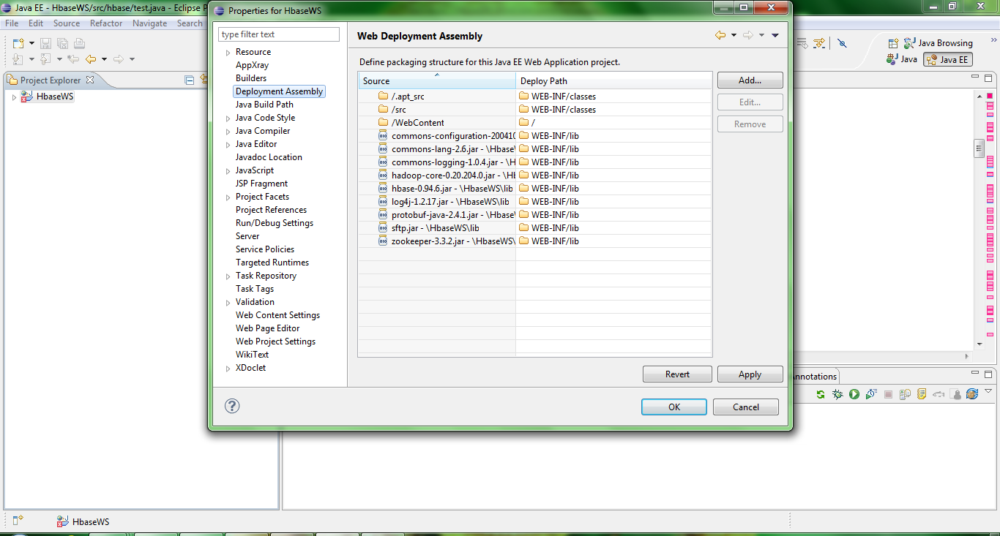 Java EE - HbaseWS/src/hbase/test.java - Eclipse P
File Edit Source Refactor Navigate Search
Java Browsing
Java
Java EE
Project Explorer
HbaseWS
Properties for HbaseWS
type filter text
Resource
AppXray
Builders
Deployment Assembly
Java Build Path
Java Code Style
Java Compiler
Java Editor
Javadoc Location
JavaScript
JSP Fragment
Project Facets
Project References
Run/Debug Settings
Server
Service Policies
Targeted Runtimes
Task Repository
Task Tags
Validation
Web Content Settings
Web Page Editor
Web Project Settings
WikiText
XDoclet
Web Deployment Assembly
Define packaging structure for this Java EE Web Application project.
Source Deploy Path
/.apt_src WEB-INF/classes
/src WEB-INF/classes
/WebContent /
commons-configuration-200410 WEB-INF/lib
commons-lang-2.6.jar - \HbaseW WEB-INF/lib
commons-logging-1.0.4.jar - \H WEB-INF/lib
hadoop-core-0.20.204.0.jar - \Hb WEB-INF/lib
hbase-0.94.6.jar - \HbaseWS\lib WEB-INF/lib
log4j-1.2.17.jar - \HbaseWS\lib WEB-INF/lib
protobuf-java-2.4.1.jar - \HbaseW WEB-INF/lib
sftp.jar - \HbaseWS\lib WEB-INF/lib
zookeeper-3.3.2.jar - \HbaseWS\ WEB-INF/lib
Add...
Edit...
Remove
Revert
Apply
OK
Cancel
nnotations
HbaseWS